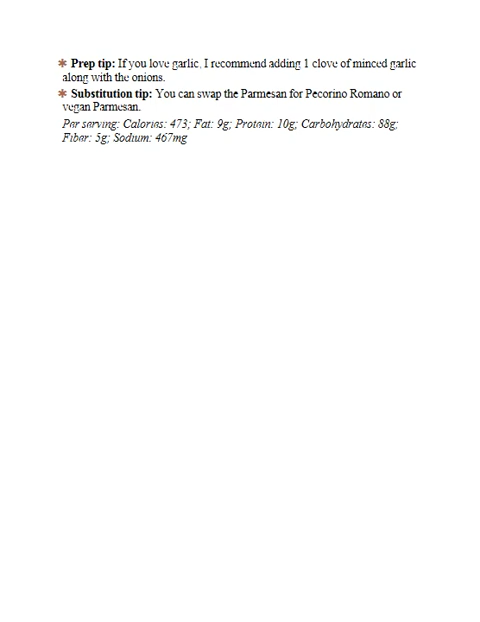 ✱ Prep tip: If you love garlic, I recommend adding 1 clove of minced garlic
along with the onions.
✱ Substitution tip: You can swap the Parmesan for Pecorino Romano or
vegan Parmesan.
Per serving: Calories: 473; Fat: 9g; Protein: 10g; Carbohydrates: 88g;
Fiber: 5g; Sodium: 467mg